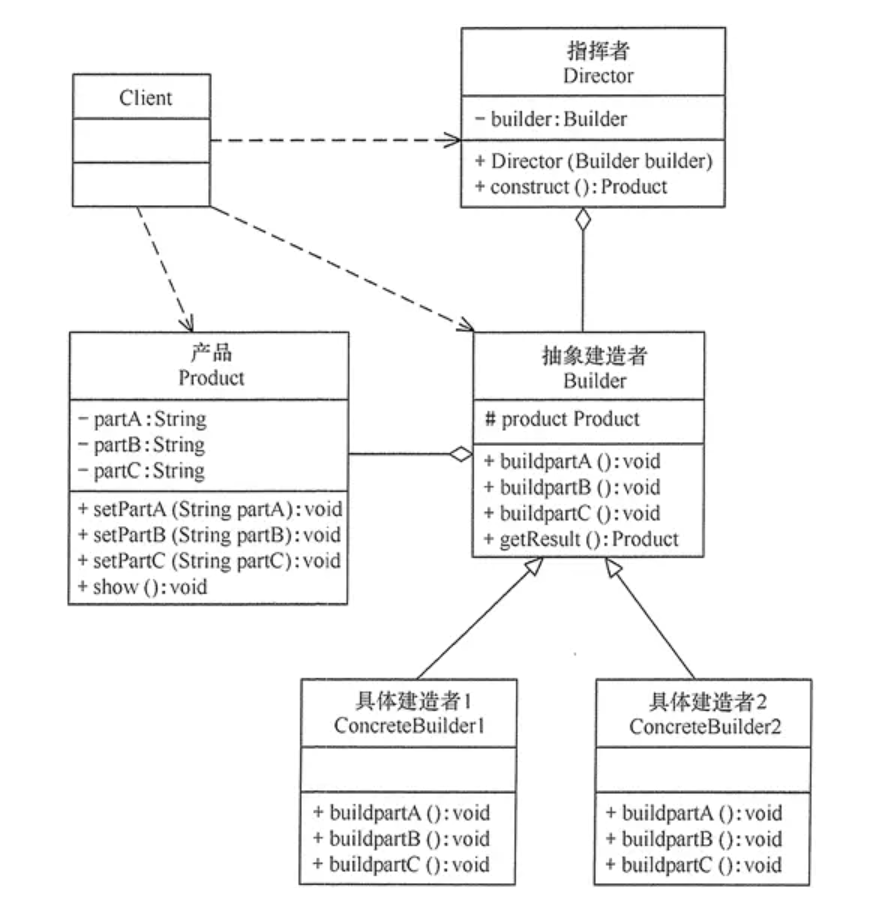 Client
指挥者
Director
- builder:Builder
+ Director (Builder builder)
+ construct ():Product
产品
Product
- partA:String
- partB:String
- partC:String
+ setPartA (String partA):void
+ setPartB (String partB):void
+ setPartC (String partC):void
+ show ():void
抽象建造者
Builder
# product Product
+ buildpartA ():void
+ buildpartB ():void
+ buildpartC ():void
+ getResult ():Product
具体建造者1
ConcreteBuilder1
+ buildpartA ():void
+ buildpartB ():void
+ buildpartC ():void
具体建造者2
ConcreteBuilder2
+ buildpartA ():void
+ buildpartB ():void
+ buildpartC ():void